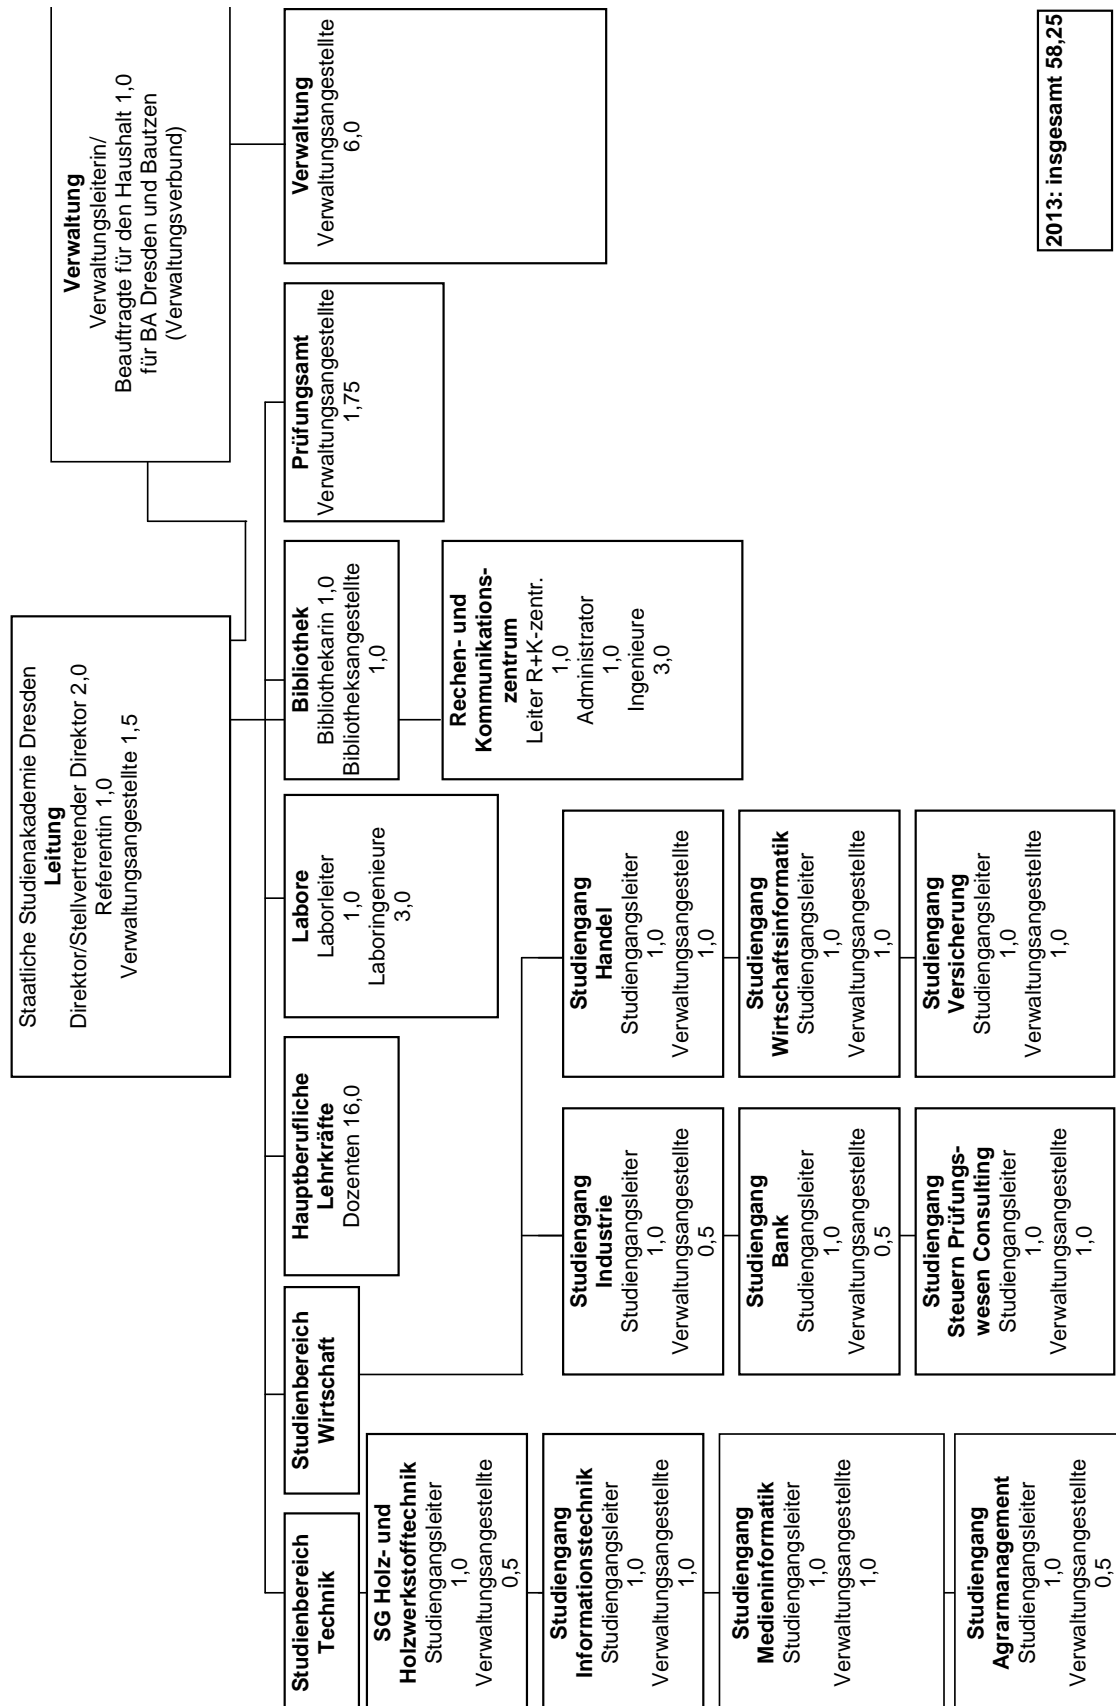 Staatliche Studienakademie Dresden
Leitung
Direktor/Stellvertretender Direktor 2,0
Referentin 1,0
Verwaltungsangestellte 1,5
Verwaltung
Verwaltungsleiterin/
Beauftragte für den Haushalt 1,0
für BA Dresden und Bautzen
(Verwaltungsverbund)
Studienbereich
Technik
Studienbereich
Wirtschaft
Hauptberufliche
Lehrkräfte
Dozenten 16,0
Labore
Laborleiter
1,0
Laboringenieure
3,0
Bibliothek
Bibliothekarin 1,0
Bibliotheksangestellte
1,0
Prüfungsamt
Verwaltungsangestellte
1,75
Verwaltung
Verwaltungsangestellte
6,0
SG Holz- und
Holzwerkstofftechnik
Studiengangsleiter
1,0
Verwaltungsangestellte
0,5
Studiengang
Informationstechnik
Studiengangsleiter
1,0
Verwaltungsangestellte
1,0
Studiengang
Medieninformatik
Studiengangsleiter
1,0
Verwaltungsangestellte
1,0
Studiengang
Agrarmanagement
Studiengangsleiter
1,0
Verwaltungsangestellte
0,5
Studiengang
Industrie
Studiengangsleiter
1,0
Verwaltungsangestellte
0,5
Studiengang
Bank
Studiengangsleiter
1,0
Verwaltungsangestellte
0,5
Studiengang
Steuern Prüfungs-
wesen Consulting
Studiengangsleiter
1,0
Verwaltungsangestellte
1,0
Studiengang
Handel
Studiengangsleiter
1,0
Verwaltungsangestellte
1,0
Studiengang
Wirtschaftsinformatik
Studiengangsleiter
1,0
Verwaltungsangestellte
1,0
Studiengang
Versicherung
Studiengangsleiter
1,0
Verwaltungsangestellte
1,0
Rechen- und
Kommunikations-
zentrum
Leiter R+K-zentr.
1,0
Administrator
1,0
Ingenieure
3,0
2013: insgesamt 58,25